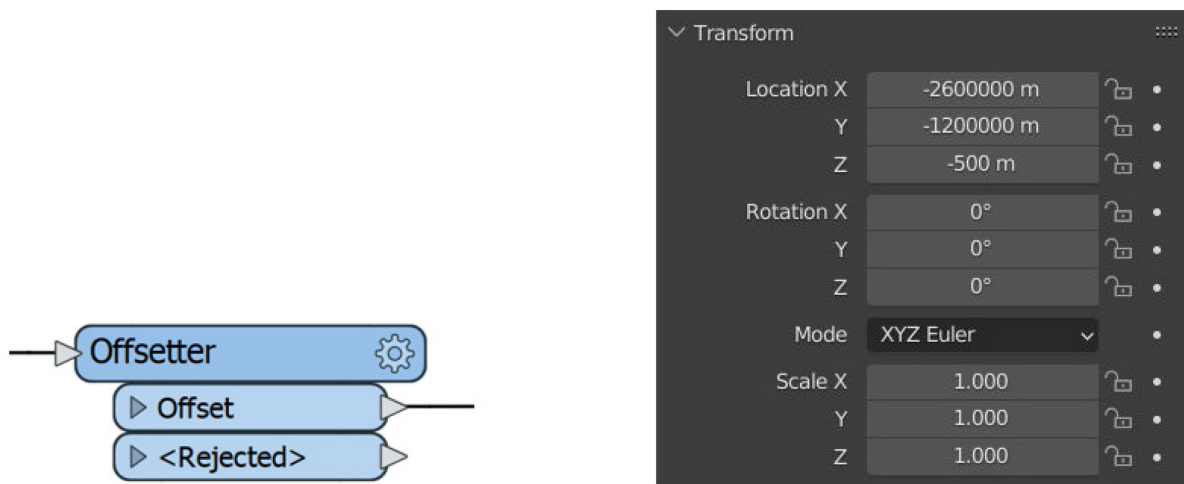 Transform
Location X -2600000 m
Y -1200000 m
Z -500 m
Rotation X 0°
Y 0°
Z 0°
Mode XYZ Euler
Scale X 1.000
Y 1.000
Z 1.000
Offsetter
Offset
<Rejected>